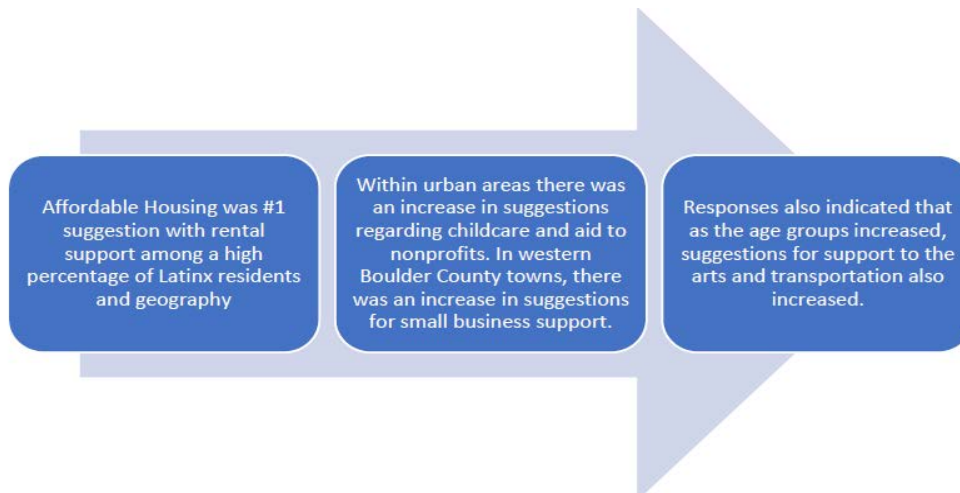 Affordable Housing was #1
suggestion with rental
support among a high
percentage of Latinx residents
and geography
Within urban areas there was
an increase in suggestions
regarding childcare and aid to
nonprofits. In western
Boulder County towns, there
was an increase in suggestions
for small business support.
Responses also indicated that
as the age groups increased,
suggestions for support to the
arts and transportation also
increased.